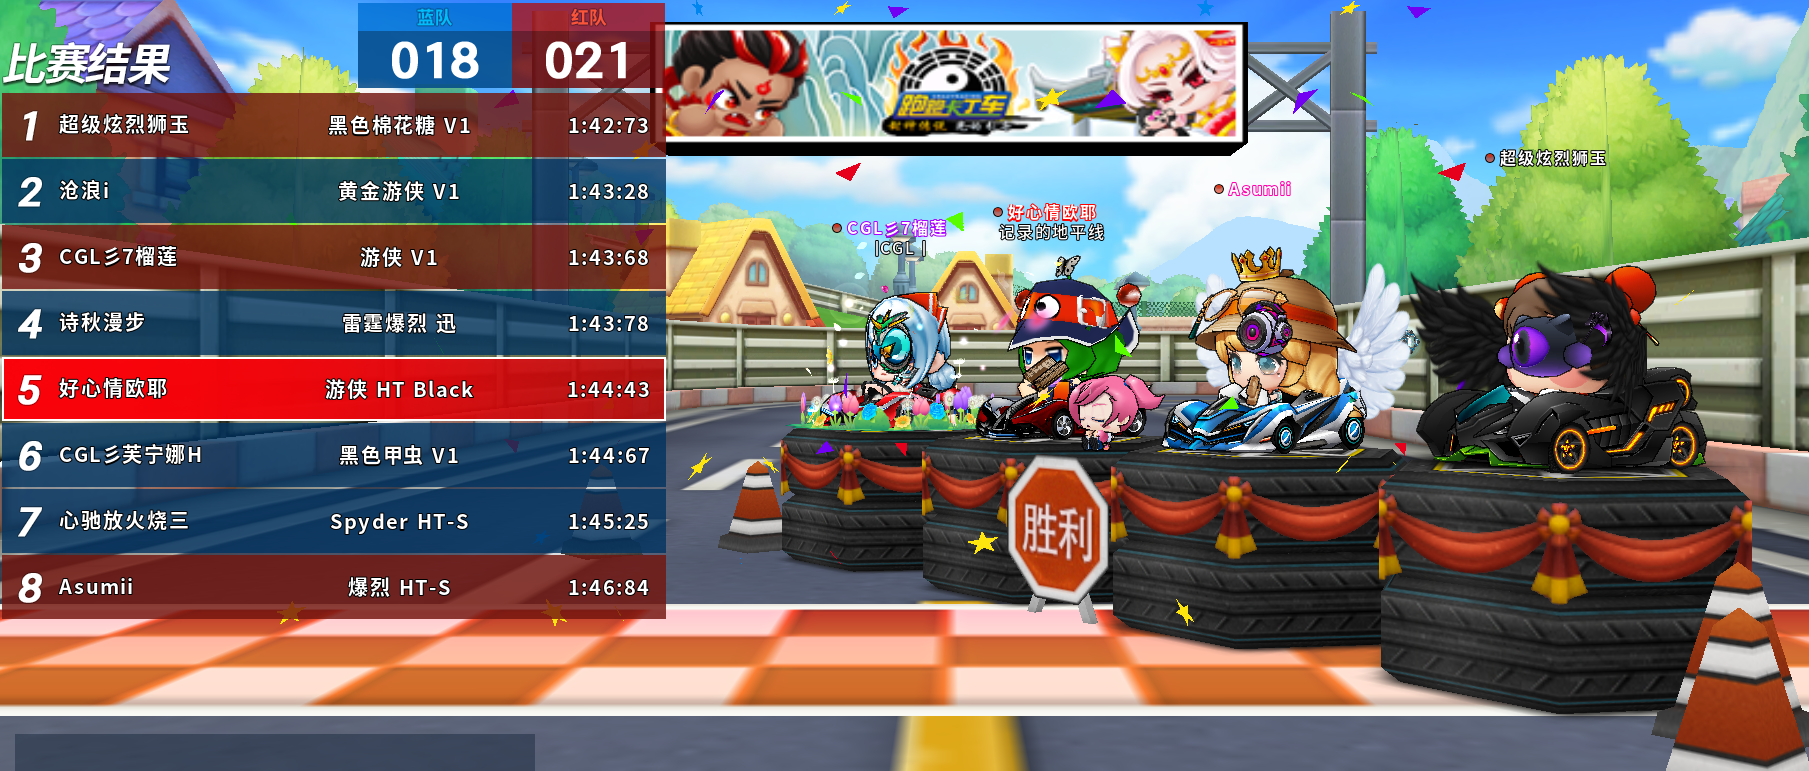 比赛结果
蓝队
018
红队
021
1 超级炫烈狮玉 黑色棉花糖 V1 1:42:73
2 沧浪i 黄金游侠 V1 1:43:28
3 CGL彡7榴莲 游侠 V1 1:43:68
4 诗秋漫步 雷霆爆烈 迅 1:43:78
5 好心情欧耶 游侠 HT Black 1:44:43
6 CGL彡芙宁娜H 黑色甲虫 V1 1:44:67
7 心驰放火烧三 Spyder HT-S 1:45:25
8 Asumii 爆烈 HT-S 1:46:84
跑跑卡丁车
CGL彡7榴莲
|CGL丨
好心情欧耶
记录的地平线
Asumii
超级炫烈狮玉
胜利